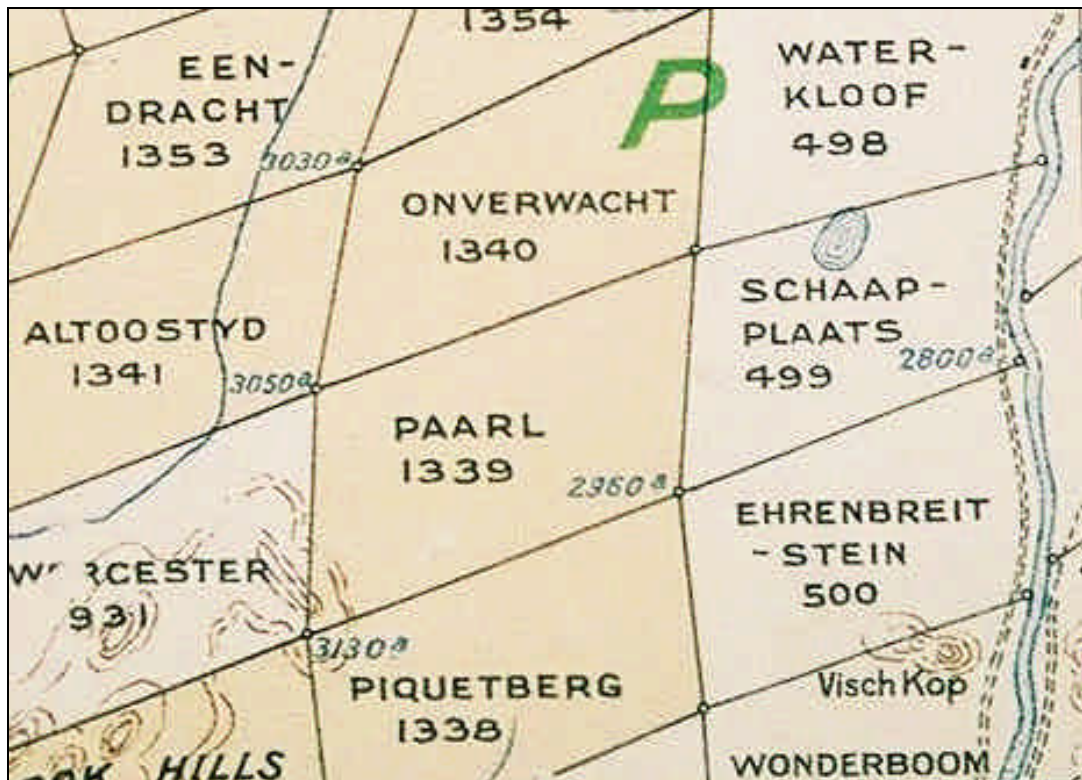 1354
EEN-
DRACHT
1353
3030 a
P
WATER-
KLOOF
498
ONVERWACHT
1340
SCHAAP-
PLAATS
499
2800 a
ALTOOSTYD
1341
3050 a
PAARL
1339
2960 a
EHRENBREIT
-STEIN
500
931
3130 a
PIQUETBERG
1338
Visch Kop
HILLS
WONDERBOOM